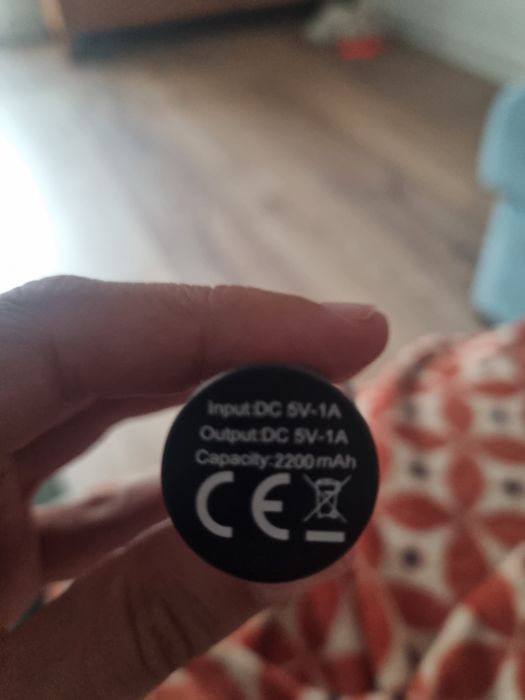 Input:DC 5V-1A
Output:DC 5V-1A
Capacity:2200mAh
CE